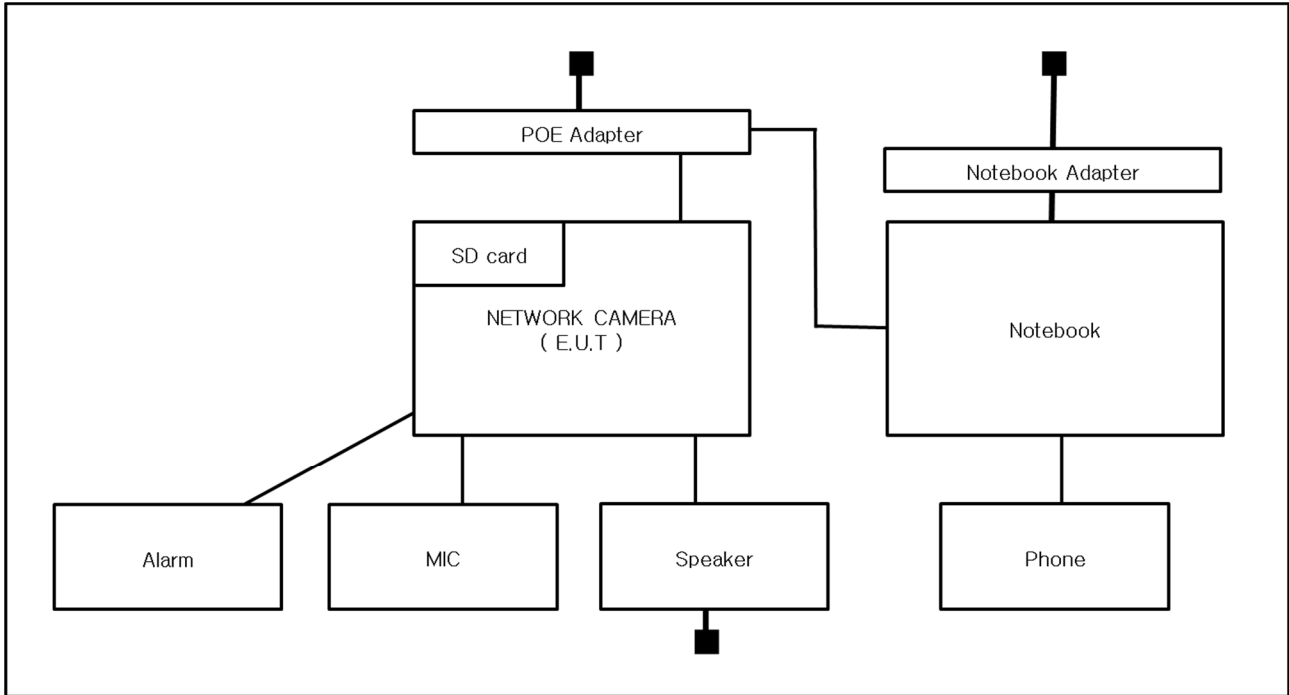 POE Adapter
Notebook Adapter
SD card
NETWORK CAMERA
( E.U.T )
Notebook
Alarm
MIC
Speaker
Phone